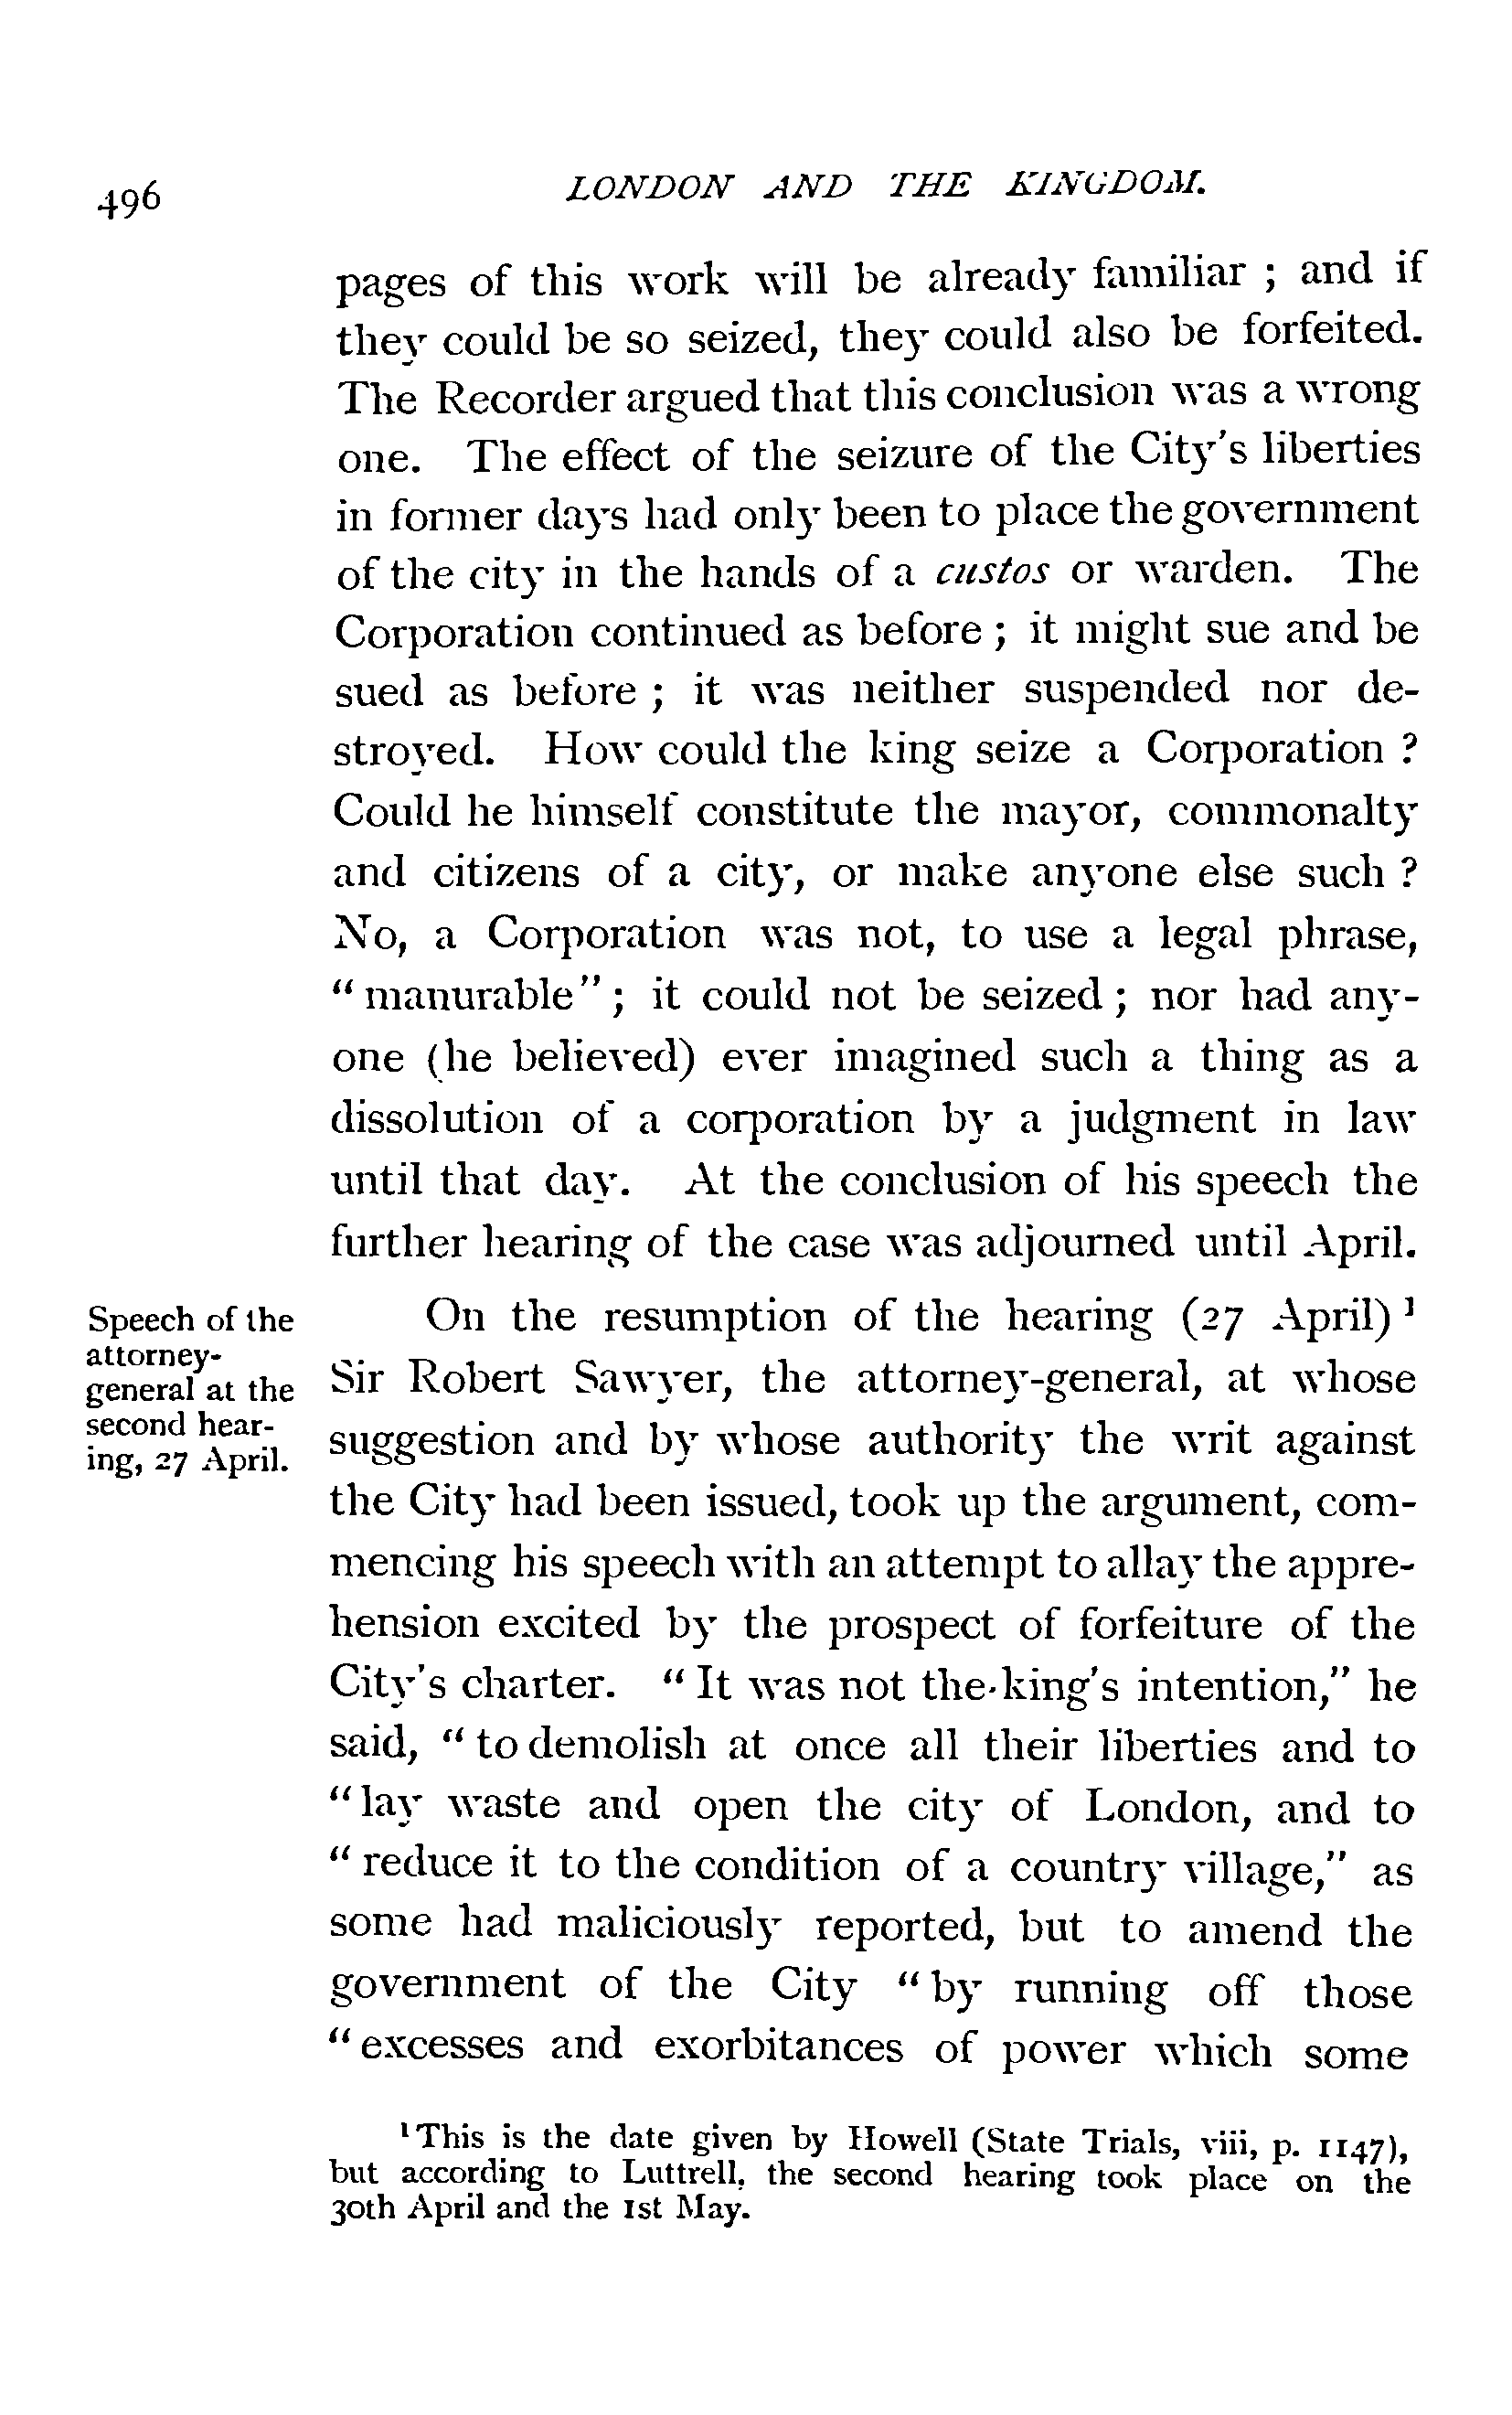 496 LONDON AND THE KINGDOM.
pages of this work will be already familiar ; and if
they could be so seized, they could also be forfeited.
The Recorder argued that this conclusion was a wrong
one. The effect of the seizure of the City's liberties
in former days had only been to place the government
of the city in the hands of a custos or warden. The
Corporation continued as before ; it might sue and be
sued as before ; it was neither suspended nor de-
stroyed. How could the king seize a Corporation ?
Could he himself constitute the mayor, commonalty
and citizens of a city, or make anyone else such ?
No, a Corporation was not, to use a legal phrase,
“ manurable” ; it could not be seized ; nor had any-
one (he believed) ever imagined such a thing as a
dissolution of a corporation by a judgment in law
until that day. At the conclusion of his speech the
further hearing of the case was adjourned until April.
Speech of the
attorney-
general at the
second hear-
ing, 27 April.
On the resumption of the hearing (27 April) ¹
Sir Robert Sawyer, the attorney-general, at whose
suggestion and by whose authority the writ against
the City had been issued, took up the argument, com-
mencing his speech with an attempt to allay the appre-
hension excited by the prospect of forfeiture of the
City's charter. “ It was not the king's intention,” he
said, “ to demolish at once all their liberties and to
“ lay waste and open the city of London, and to
“ reduce it to the condition of a country village,” as
some had maliciously reported, but to amend the
government of the City “ by running off those
“ excesses and exorbitances of power which some
¹ This is the date given by Howell (State Trials, viii, p. 1147),
but according to Luttrell, the second hearing took place on the
30th April and the 1st May.